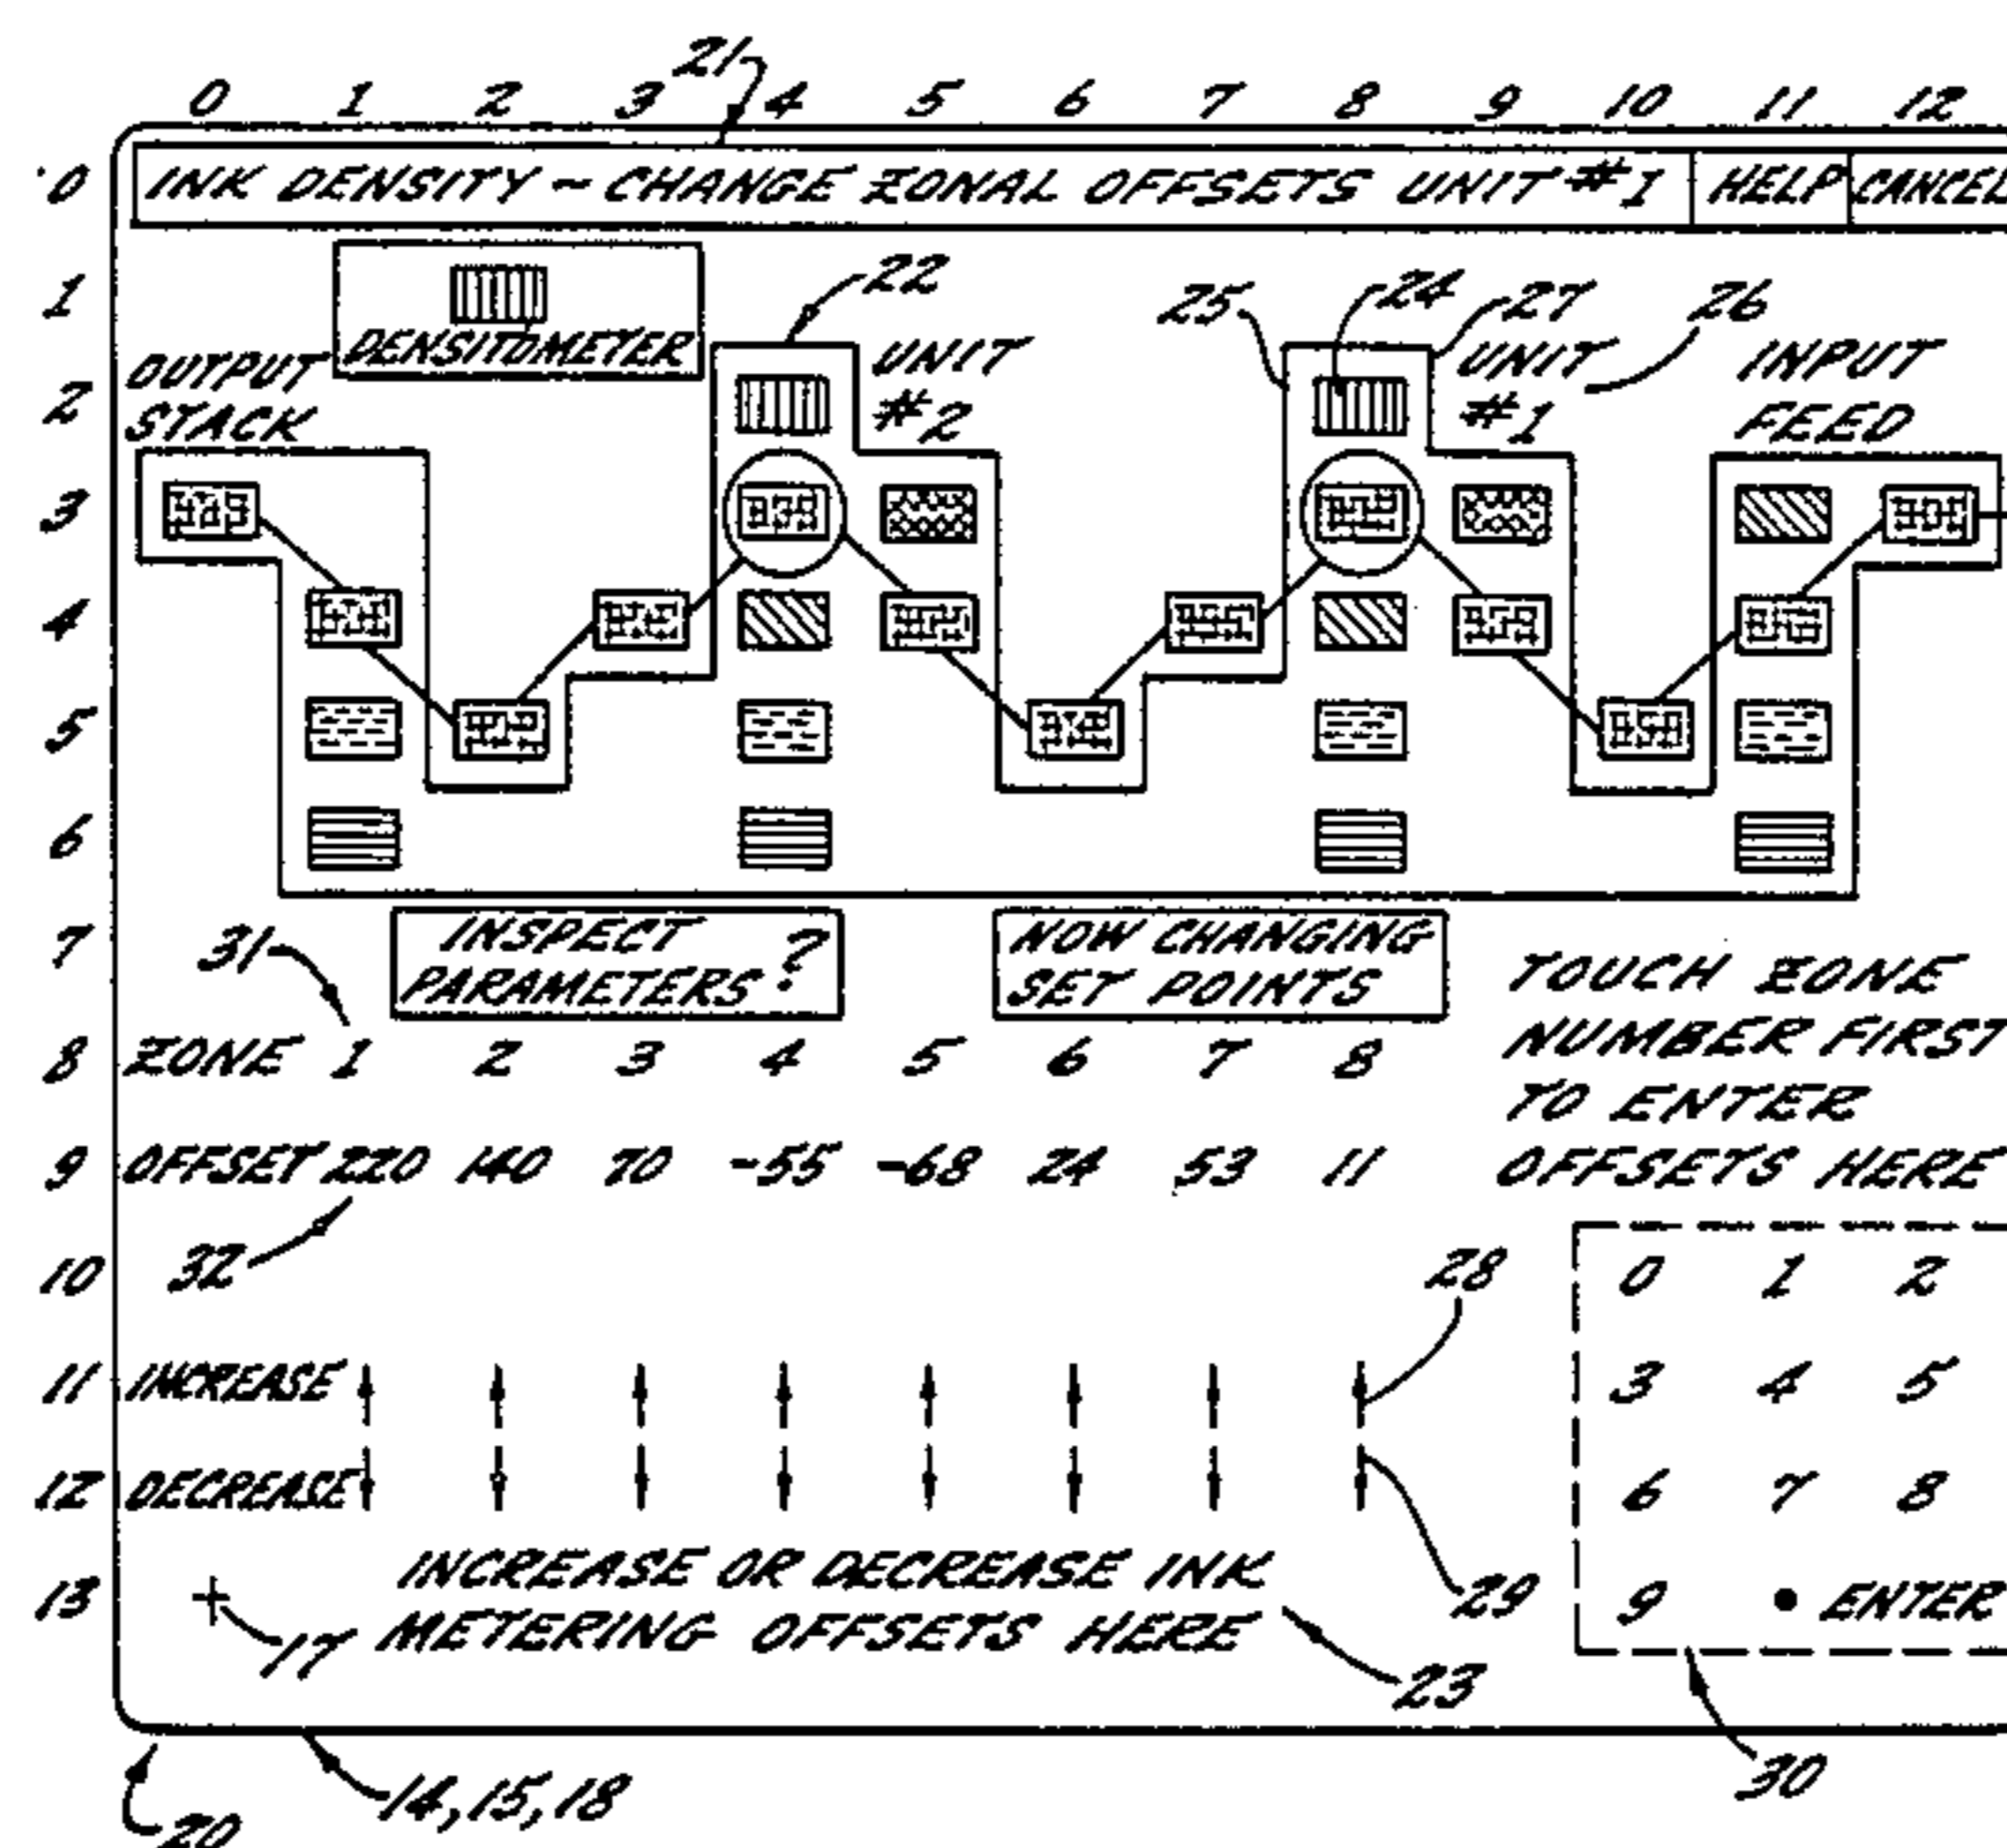 21
0 1 2 3 4 5 6 7 8 9 10 11 12
0 INK DENSITY ~ CHANGE ZONAL OFFSETS UNIT #1 HELP CANCEL
1
DENSITOMETER
22
25
24
27
26
2
OUTPUT
STACK
UNIT
#2
UNIT
#1
INPUT
FEED
3
4
5
6
7
31
INSPECT
PARAMETERS ?
NOW CHANGING
SET POINTS
TOUCH ZONE
NUMBER FIRST
TO ENTER
OFFSETS HERE
8 ZONE 1 2 3 4 5 6 7 8
9 OFFSET 220 140 70 -55 -68 24 53 11
10
32
28
0 1 2
11 INCREASE
3 4 5
12 DECREASE
6 7 8
13
INCREASE OR DECREASE INK
METERING OFFSETS HERE
29
9 • ENTER
17
23
30
14, 15, 18
20